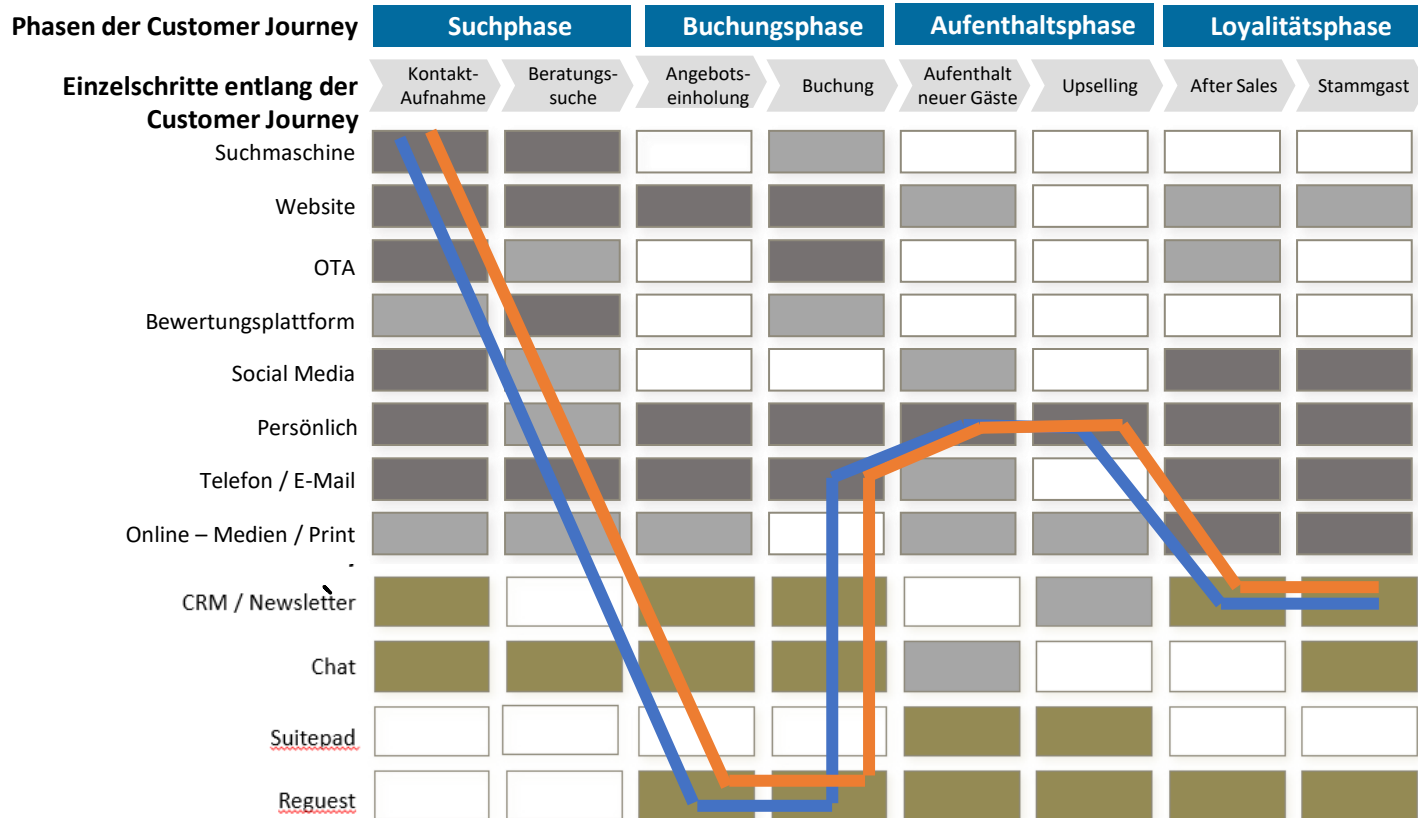 Phasen der Customer Journey
Suchphase
Buchungsphase
Aufenthaltsphase
Loyalitätsphase
Einzelschritte entlang der
Customer Journey
Kontakt-
Aufnahme
Beratungs-
suche
Angebots-
einholung
Buchung
Aufenthalt
neuer Gäste
Upselling
After Sales
Stammgast
Suchmaschine
Website
OTA
Bewertungsplattform
Social Media
Persönlich
Telefon / E-Mail
Online – Medien / Print
CRM / Newsletter
Chat
Suitepad
Reguest